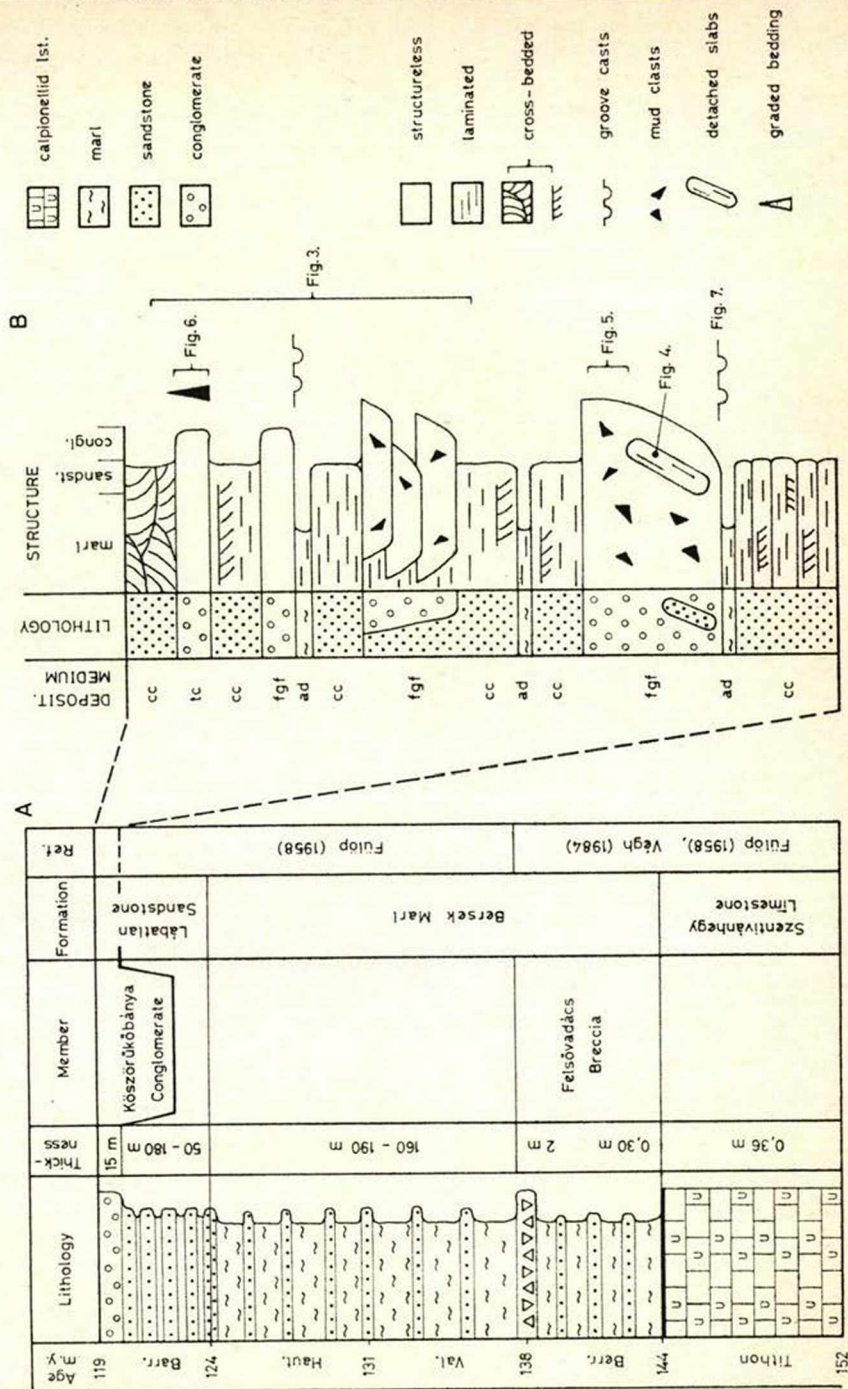 A
Age
m.y.
Lithology
Thick-
ness
Member
Formation
Ref.
119
Barr.
124
Haut.
131
Val.
138
Berr.
144
Tithon
152
15 m
50 - 180 m
160 - 190 m
2 m
0,30 m
0,36 m
Köszörűkőbánya
Conglomerate
Felsővadács
Breccia
Lábatlan
Sandstone
Bersek Marl
Szentivánhegy
Limestone
Fülöp (1958)
Fülöp (1958), Végh (1984)
B
DEPOSIT.
MEDIUM
LITHOLOGY
STRUCTURE
marl
sandst.
congl.
cc
tc
cc
fgf
ad
cc
fgf
cc
ad
cc
fgf
ad
cc
Fig. 6.
Fig. 3.
Fig. 5.
Fig. 4.
Fig. 7.
calpionellid lst.
marl
sandstone
conglomerate
structureless
laminated
cross-bedded
groove casts
mud clasts
detached slabs
graded bedding